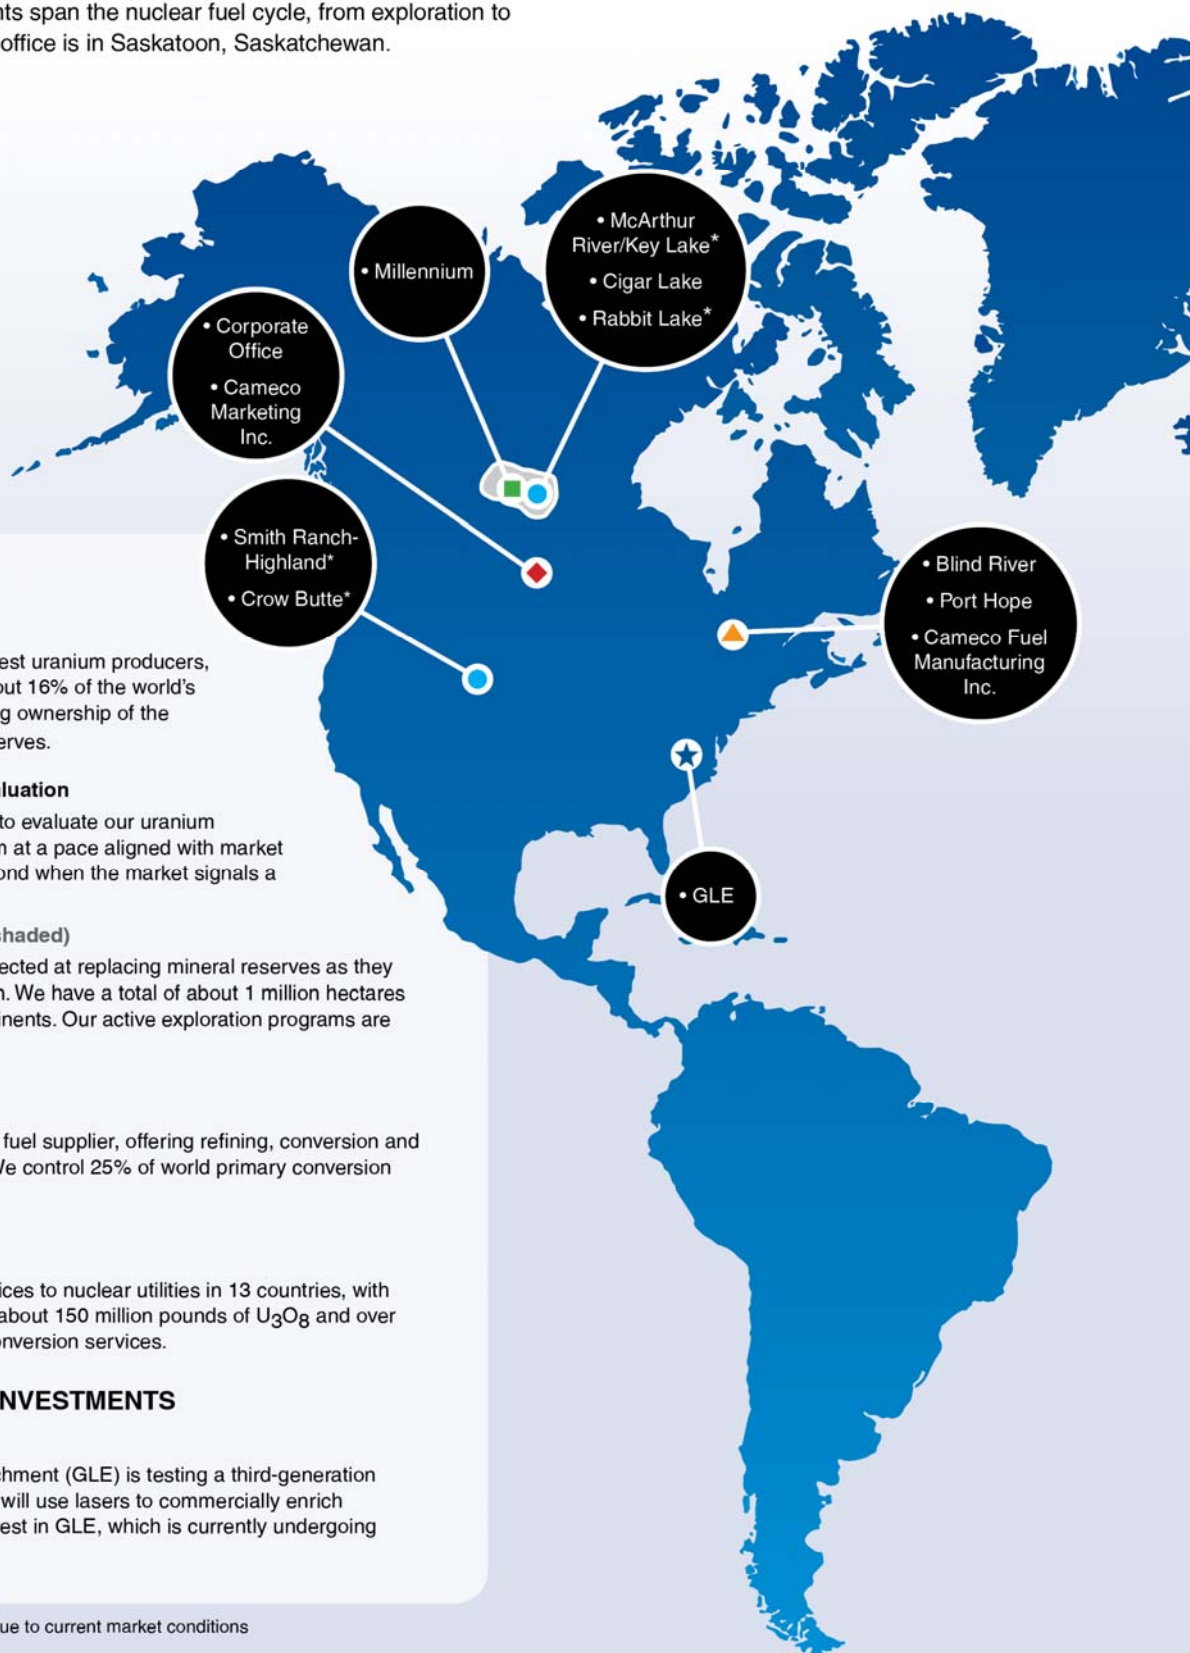 nts span the nuclear fuel cycle, from exploration to
office is in Saskatoon, Saskatchewan.
• McArthur
River/Key Lake*
• Cigar Lake
• Rabbit Lake*
• Millennium
• Corporate
Office
• Cameco
Marketing
Inc.
• Smith Ranch-
Highland*
• Crow Butte*
• Blind River
• Port Hope
• Cameco Fuel
Manufacturing
Inc.
• GLE
est uranium producers,
out 16% of the world's
g ownership of the
erves.
luation
to evaluate our uranium
n at a pace aligned with market
ond when the market signals a
shaded)
ected at replacing mineral reserves as they
n. We have a total of about 1 million hectares
inents. Our active exploration programs are
fuel supplier, offering refining, conversion and
We control 25% of world primary conversion
ices to nuclear utilities in 13 countries, with
about 150 million pounds of U3O8 and over
onversion services.
NVESTMENTS
chment (GLE) is testing a third-generation
will use lasers to commercially enrich
rest in GLE, which is currently undergoing
ue to current market conditions